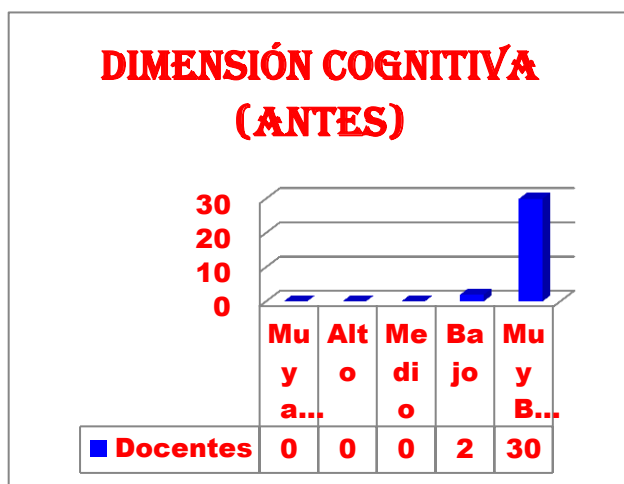 DIMENSIÓN COGNITIVA
(ANTES)
30
20
10
0
Mu
y
a...
Alt
o
Me
di
o
Ba
jo
Mu
y
B...
Docentes 0 0 0 2 30